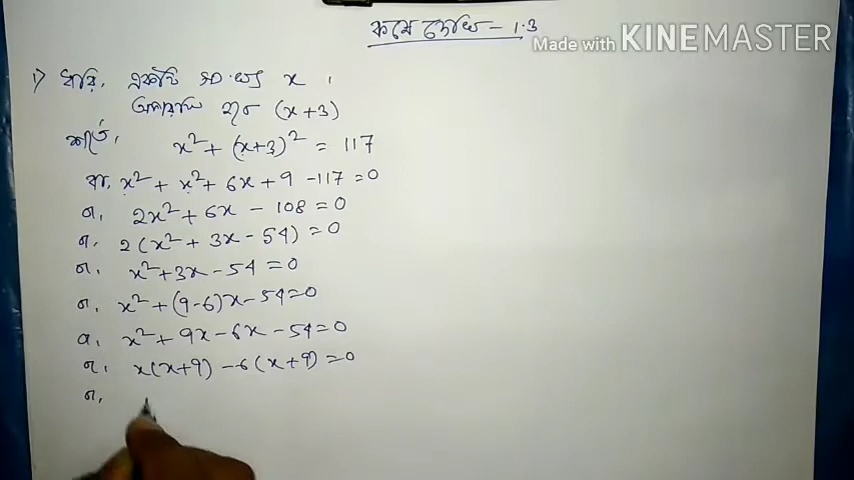 কষে দেখি - 1.3
Made with KINEMASTER
1) ধরি, একটি সংখ্যা x ।
অপরটি হল (x+3)
শর্তে, x² + (x+3)² = 117
বা, x² + x² + 6x + 9 - 117 = 0
বা, 2x² + 6x - 108 = 0
বা, 2(x² + 3x - 54) = 0
বা, x² + 3x - 54 = 0
বা, x² + (9-6)x - 54 = 0
বা, x² + 9x - 6x - 54 = 0
বা, x(x+9) - 6(x+9) = 0
বা,